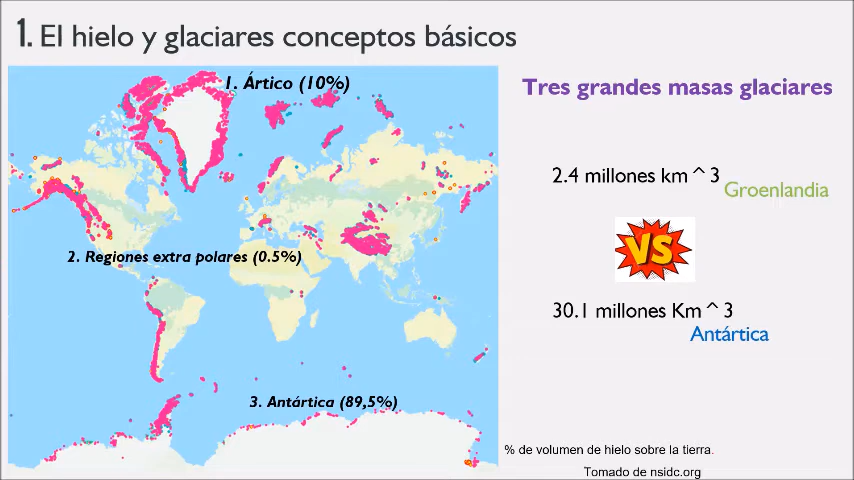 1. El hielo y glaciares conceptos básicos
1. Ártico (10%)
2. Regiones extra polares (0.5%)
3. Antártica (89,5%)
Tres grandes masas glaciares
2.4 millones km ^ 3
Groenlandia
VS
30.1 millones Km ^ 3
Antártica
% de volumen de hielo sobre la tierra.
Tomado de nsidc.org